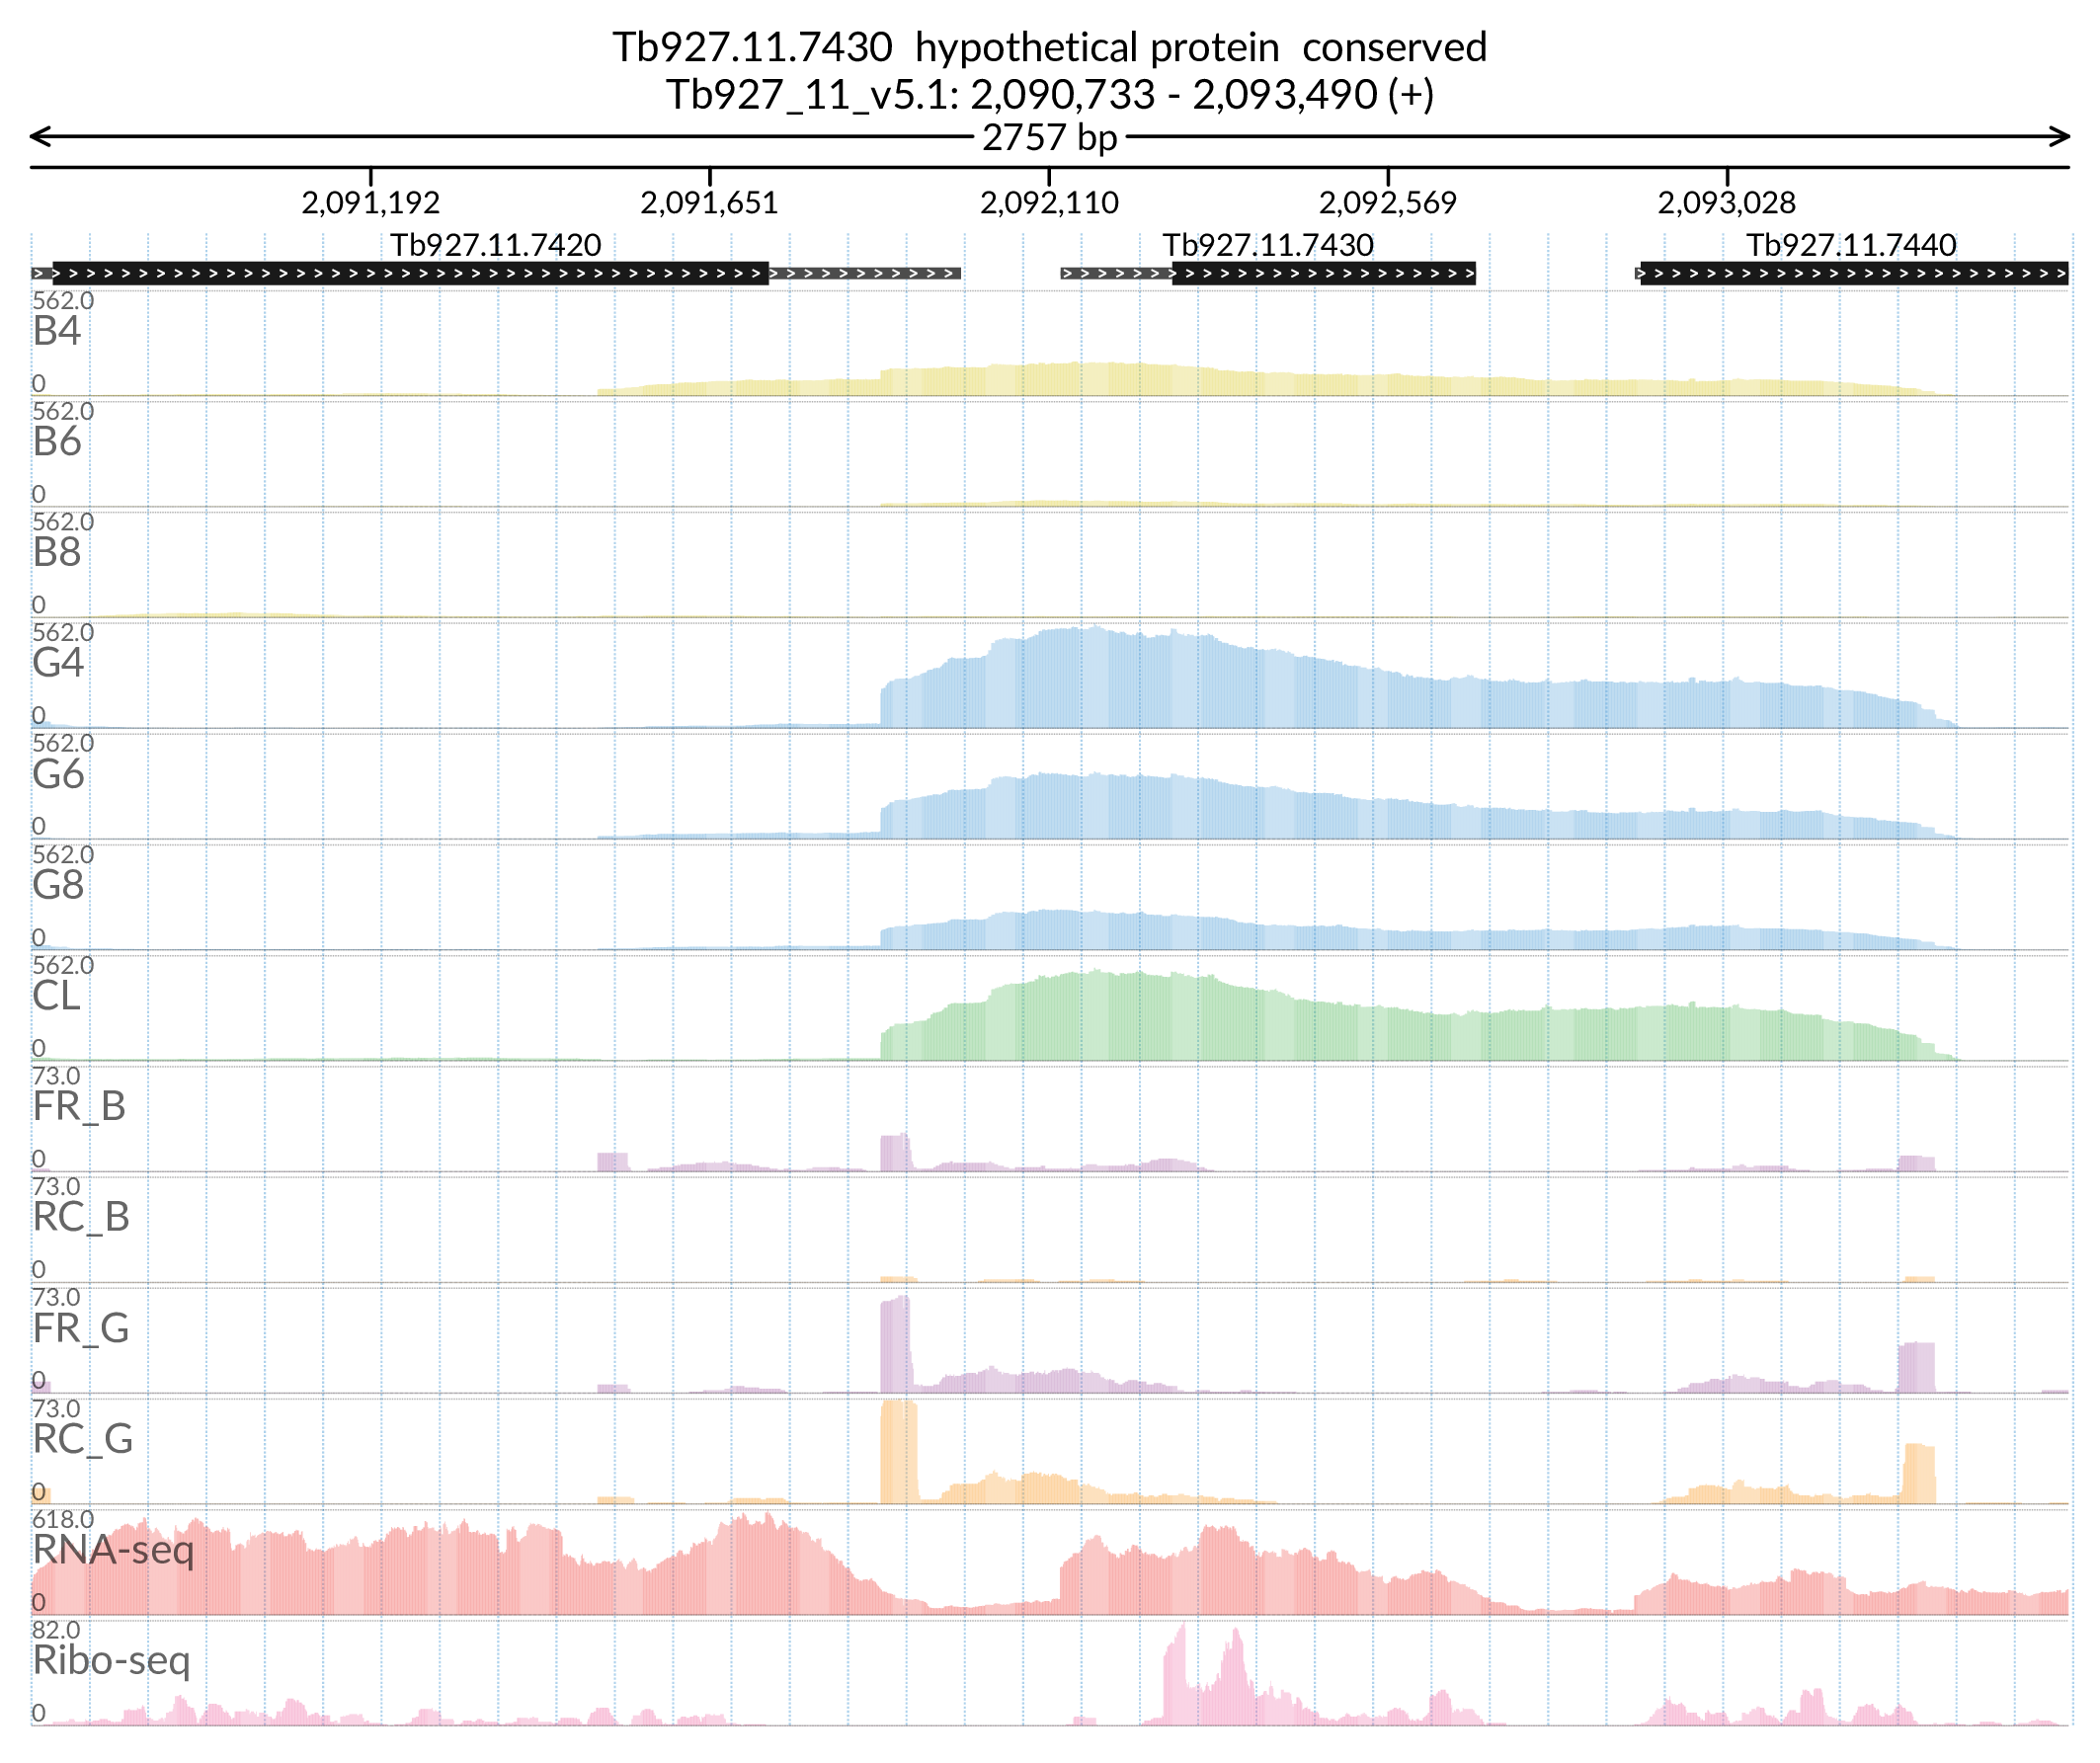 Tb927.11.7430 hypothetical protein conserved
Tb927_11_v5.1: 2,090,733 - 2,093,490 (+)
2757 bp
2,091,192 2,091,651 2,092,110 2,092,569 2,093,028
Tb927.11.7420 Tb927.11.7430 Tb927.11.7440
562.0
B4
0
562.0
B6
0
562.0
B8
0
562.0
G4
0
562.0
G6
0
562.0
G8
0
562.0
CL
0
73.0
FR_B
0
73.0
RC_B
0
73.0
FR_G
0
73.0
RC_G
0
618.0
RNA-seq
0
82.0
Ribo-seq
0